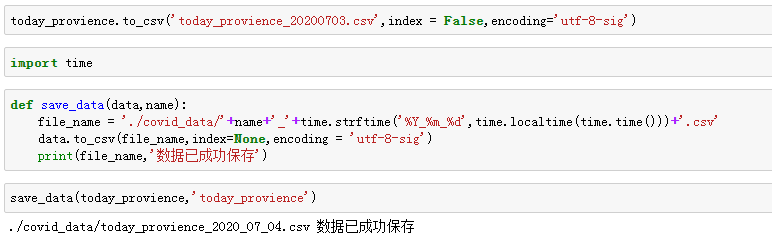 today_provience.to_csv('today_provience_20200703.csv',index = False,encoding='utf-8-sig')
import time
def save_data(data,name):
    file_name = './covid_data/'+name+'_'+time.strftime('%Y_%m_%d',time.localtime(time.time()))+'.csv'
    data.to_csv(file_name,index=None,encoding = 'utf-8-sig')
    print(file_name,'数据已成功保存')
save_data(today_provience,'today_provience')
./covid_data/today_provience_2020_07_04.csv 数据已成功保存